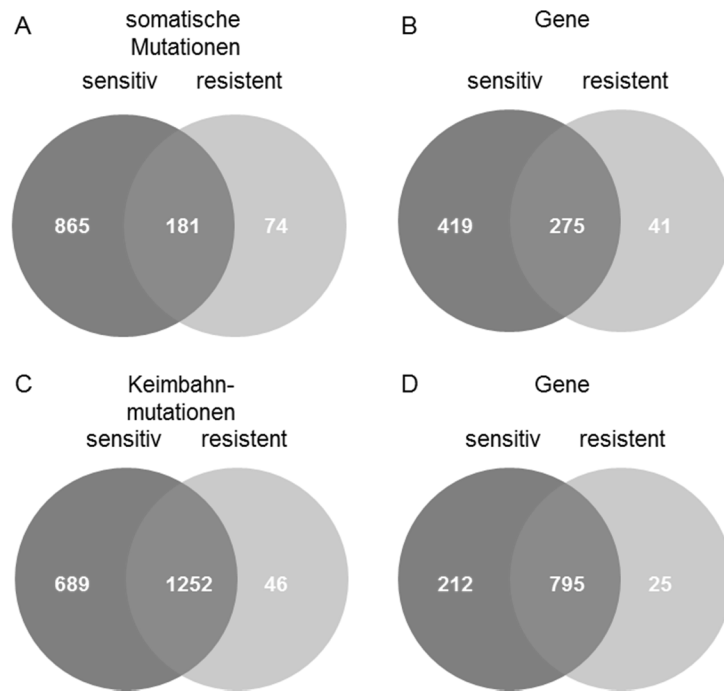 A
somatische
Mutationen
sensitiv resistent
865 181 74
B
Gene
sensitiv resistent
419 275 41
C
Keimbahn-
mutationen
sensitiv resistent
689 1252 46
D
Gene
sensitiv resistent
212 795 25